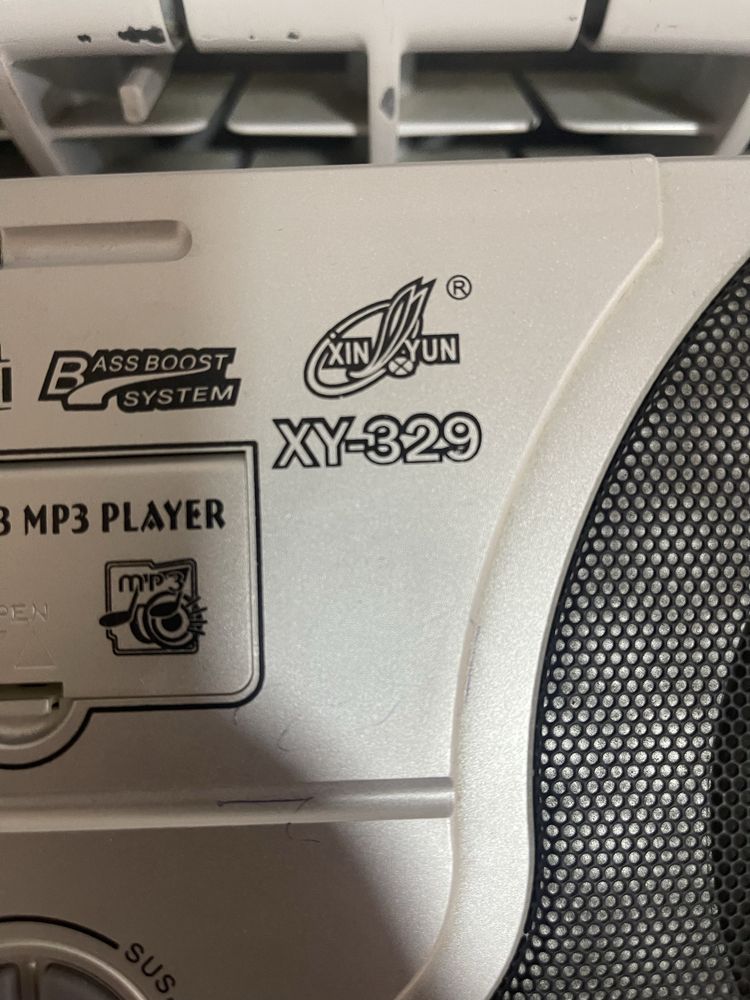 ®
XIN YUN
BASS BOOST
SYSTEM
XY-329
MP3 PLAYER
MP3